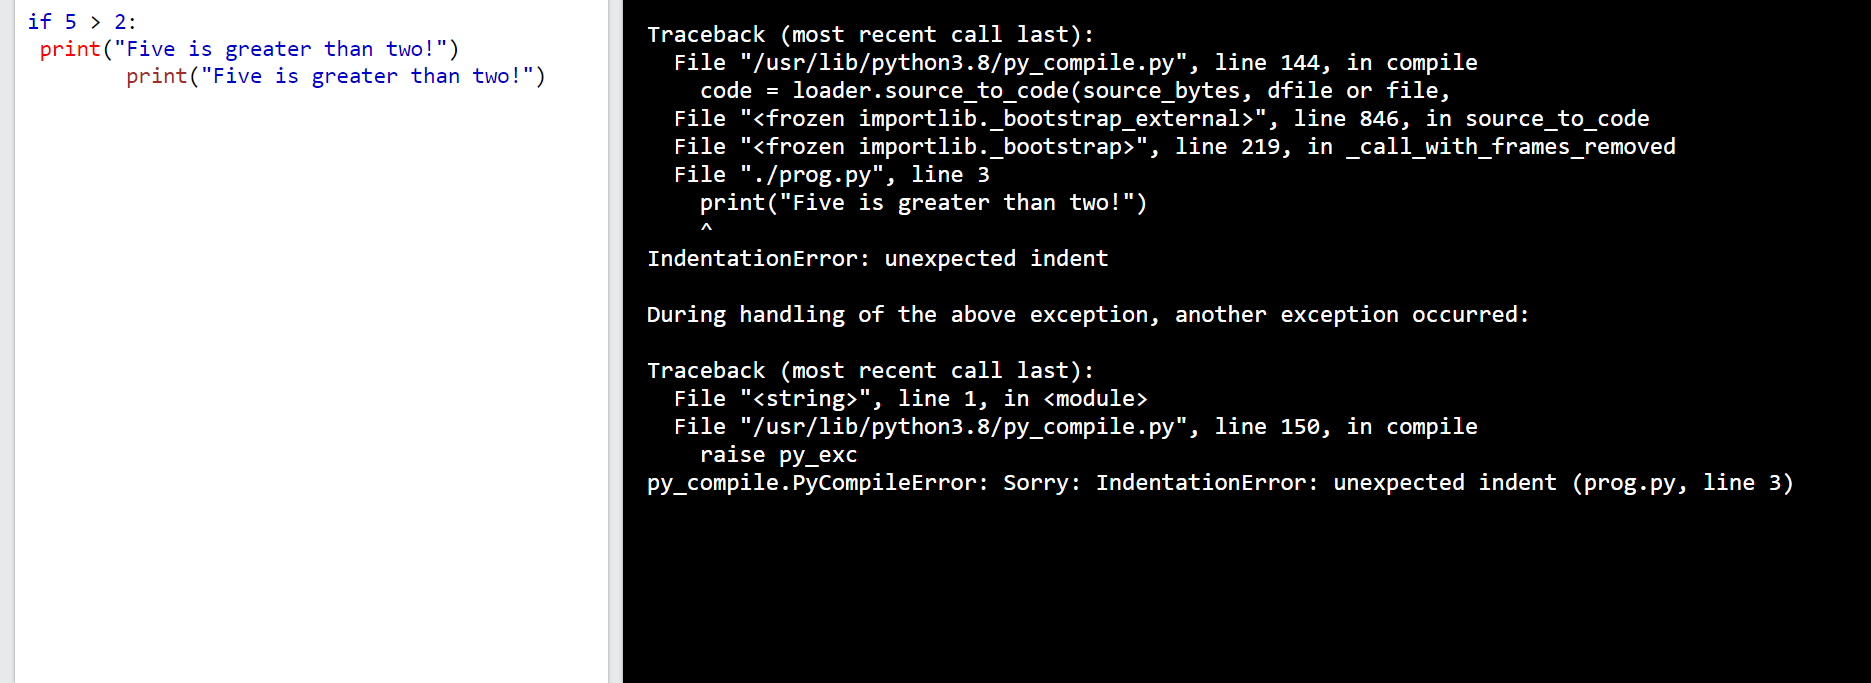 if 5 > 2:
 print("Five is greater than two!")
        print("Five is greater than two!")
Traceback (most recent call last):
  File "/usr/lib/python3.8/py_compile.py", line 144, in compile
    code = loader.source_to_code(source_bytes, dfile or file,
  File "<frozen importlib._bootstrap_external>", line 846, in source_to_code
  File "<frozen importlib._bootstrap>", line 219, in _call_with_frames_removed
  File "./prog.py", line 3
    print("Five is greater than two!")
    ^
IndentationError: unexpected indent

During handling of the above exception, another exception occurred:

Traceback (most recent call last):
  File "<string>", line 1, in <module>
  File "/usr/lib/python3.8/py_compile.py", line 150, in compile
    raise py_exc
py_compile.PyCompileError: Sorry: IndentationError: unexpected indent (prog.py, line 3)